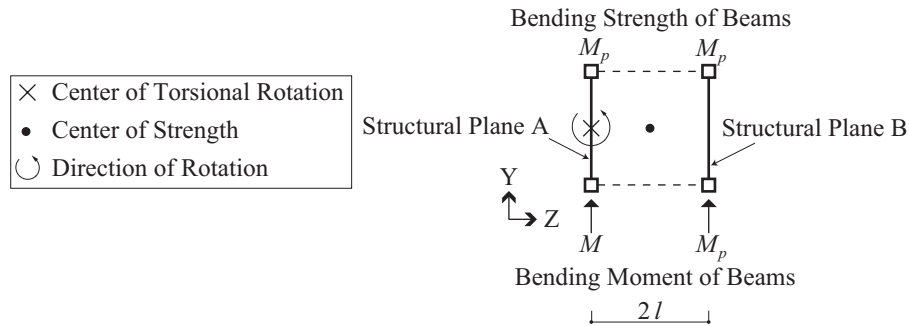 Bending Strength of Beams
M_p M_p
× Center of Torsional Rotation
• Center of Strength
Direction of Rotation
Structural Plane A
Structural Plane B
Y
Z
M M_p
Bending Moment of Beams
2 l